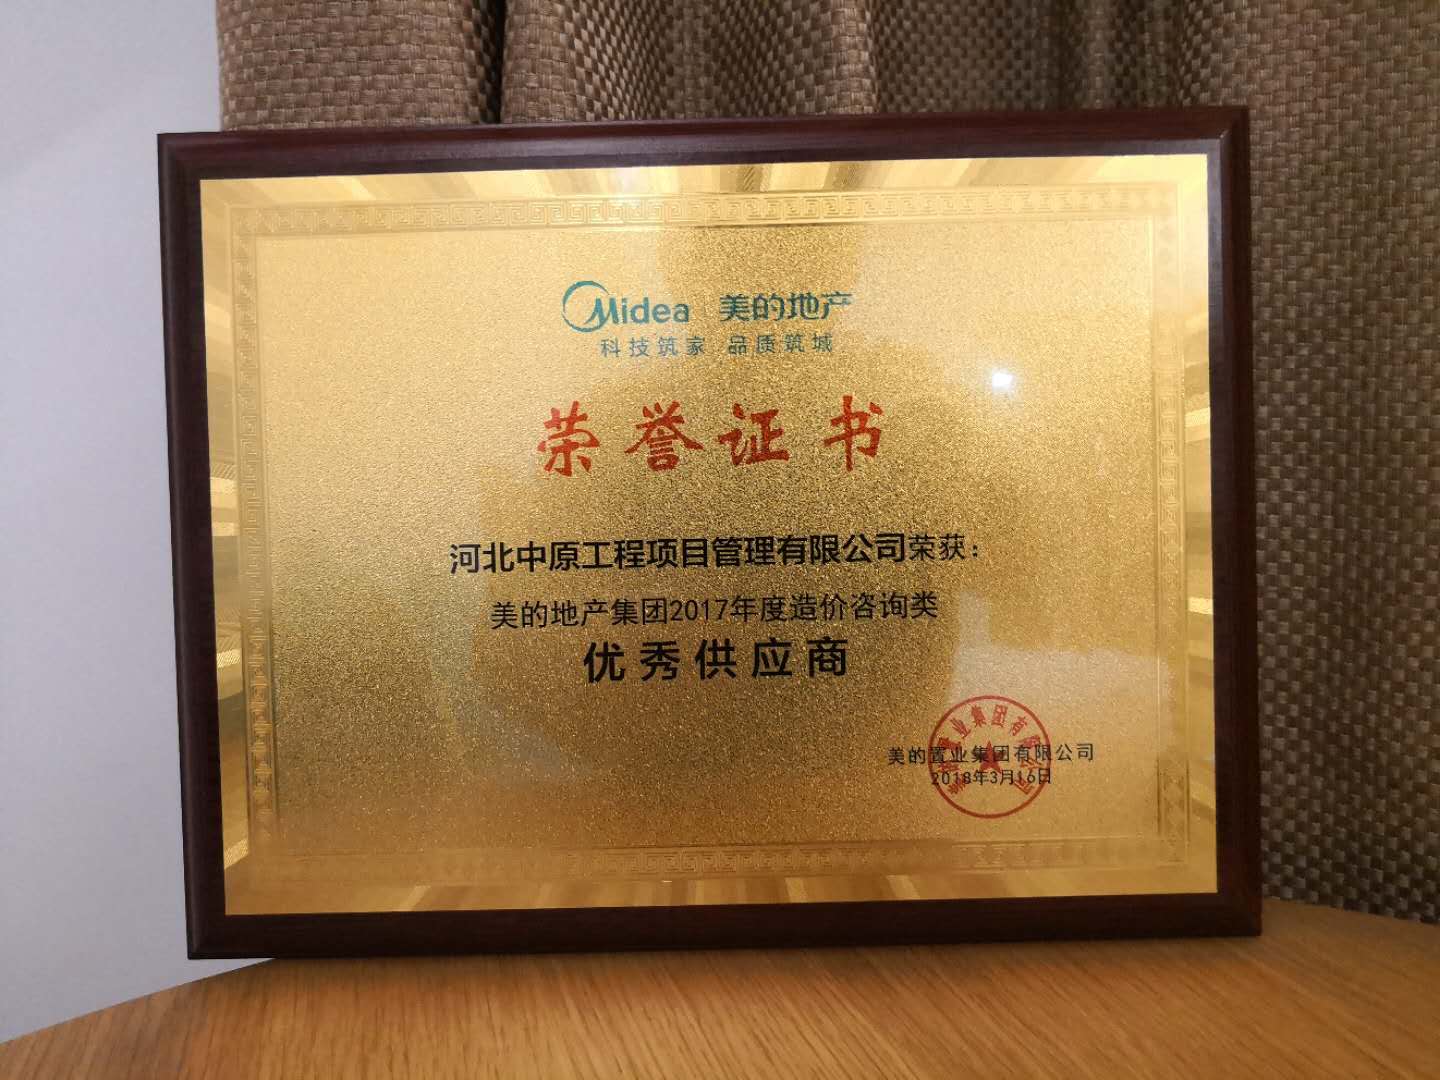 Midea 美的地产
科技筑家 品质筑城
荣誉证书
河北中原工程项目管理有限公司荣获：
美的地产集团2017年度造价咨询类
优秀供应商
美的置业集团有限公司
2018年3月16日